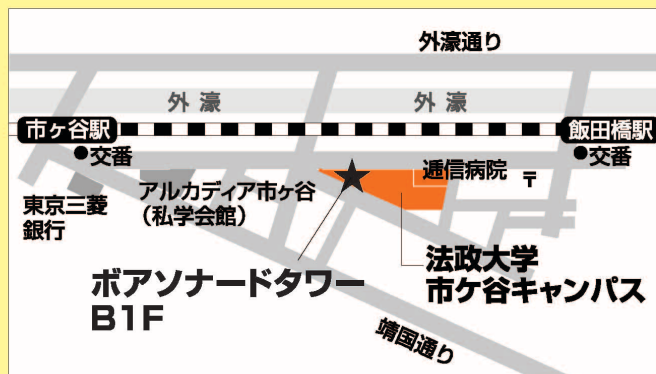 外濠通り
外濠
外濠
市ヶ谷駅
飯田橋駅
●交番
●交番
逓信病院
〒
アルカディア市ヶ谷
(私学会館)
東京三菱
銀行
法政大学
市ケ谷キャンパス
ボアソナードタワー
B1F
靖国通り